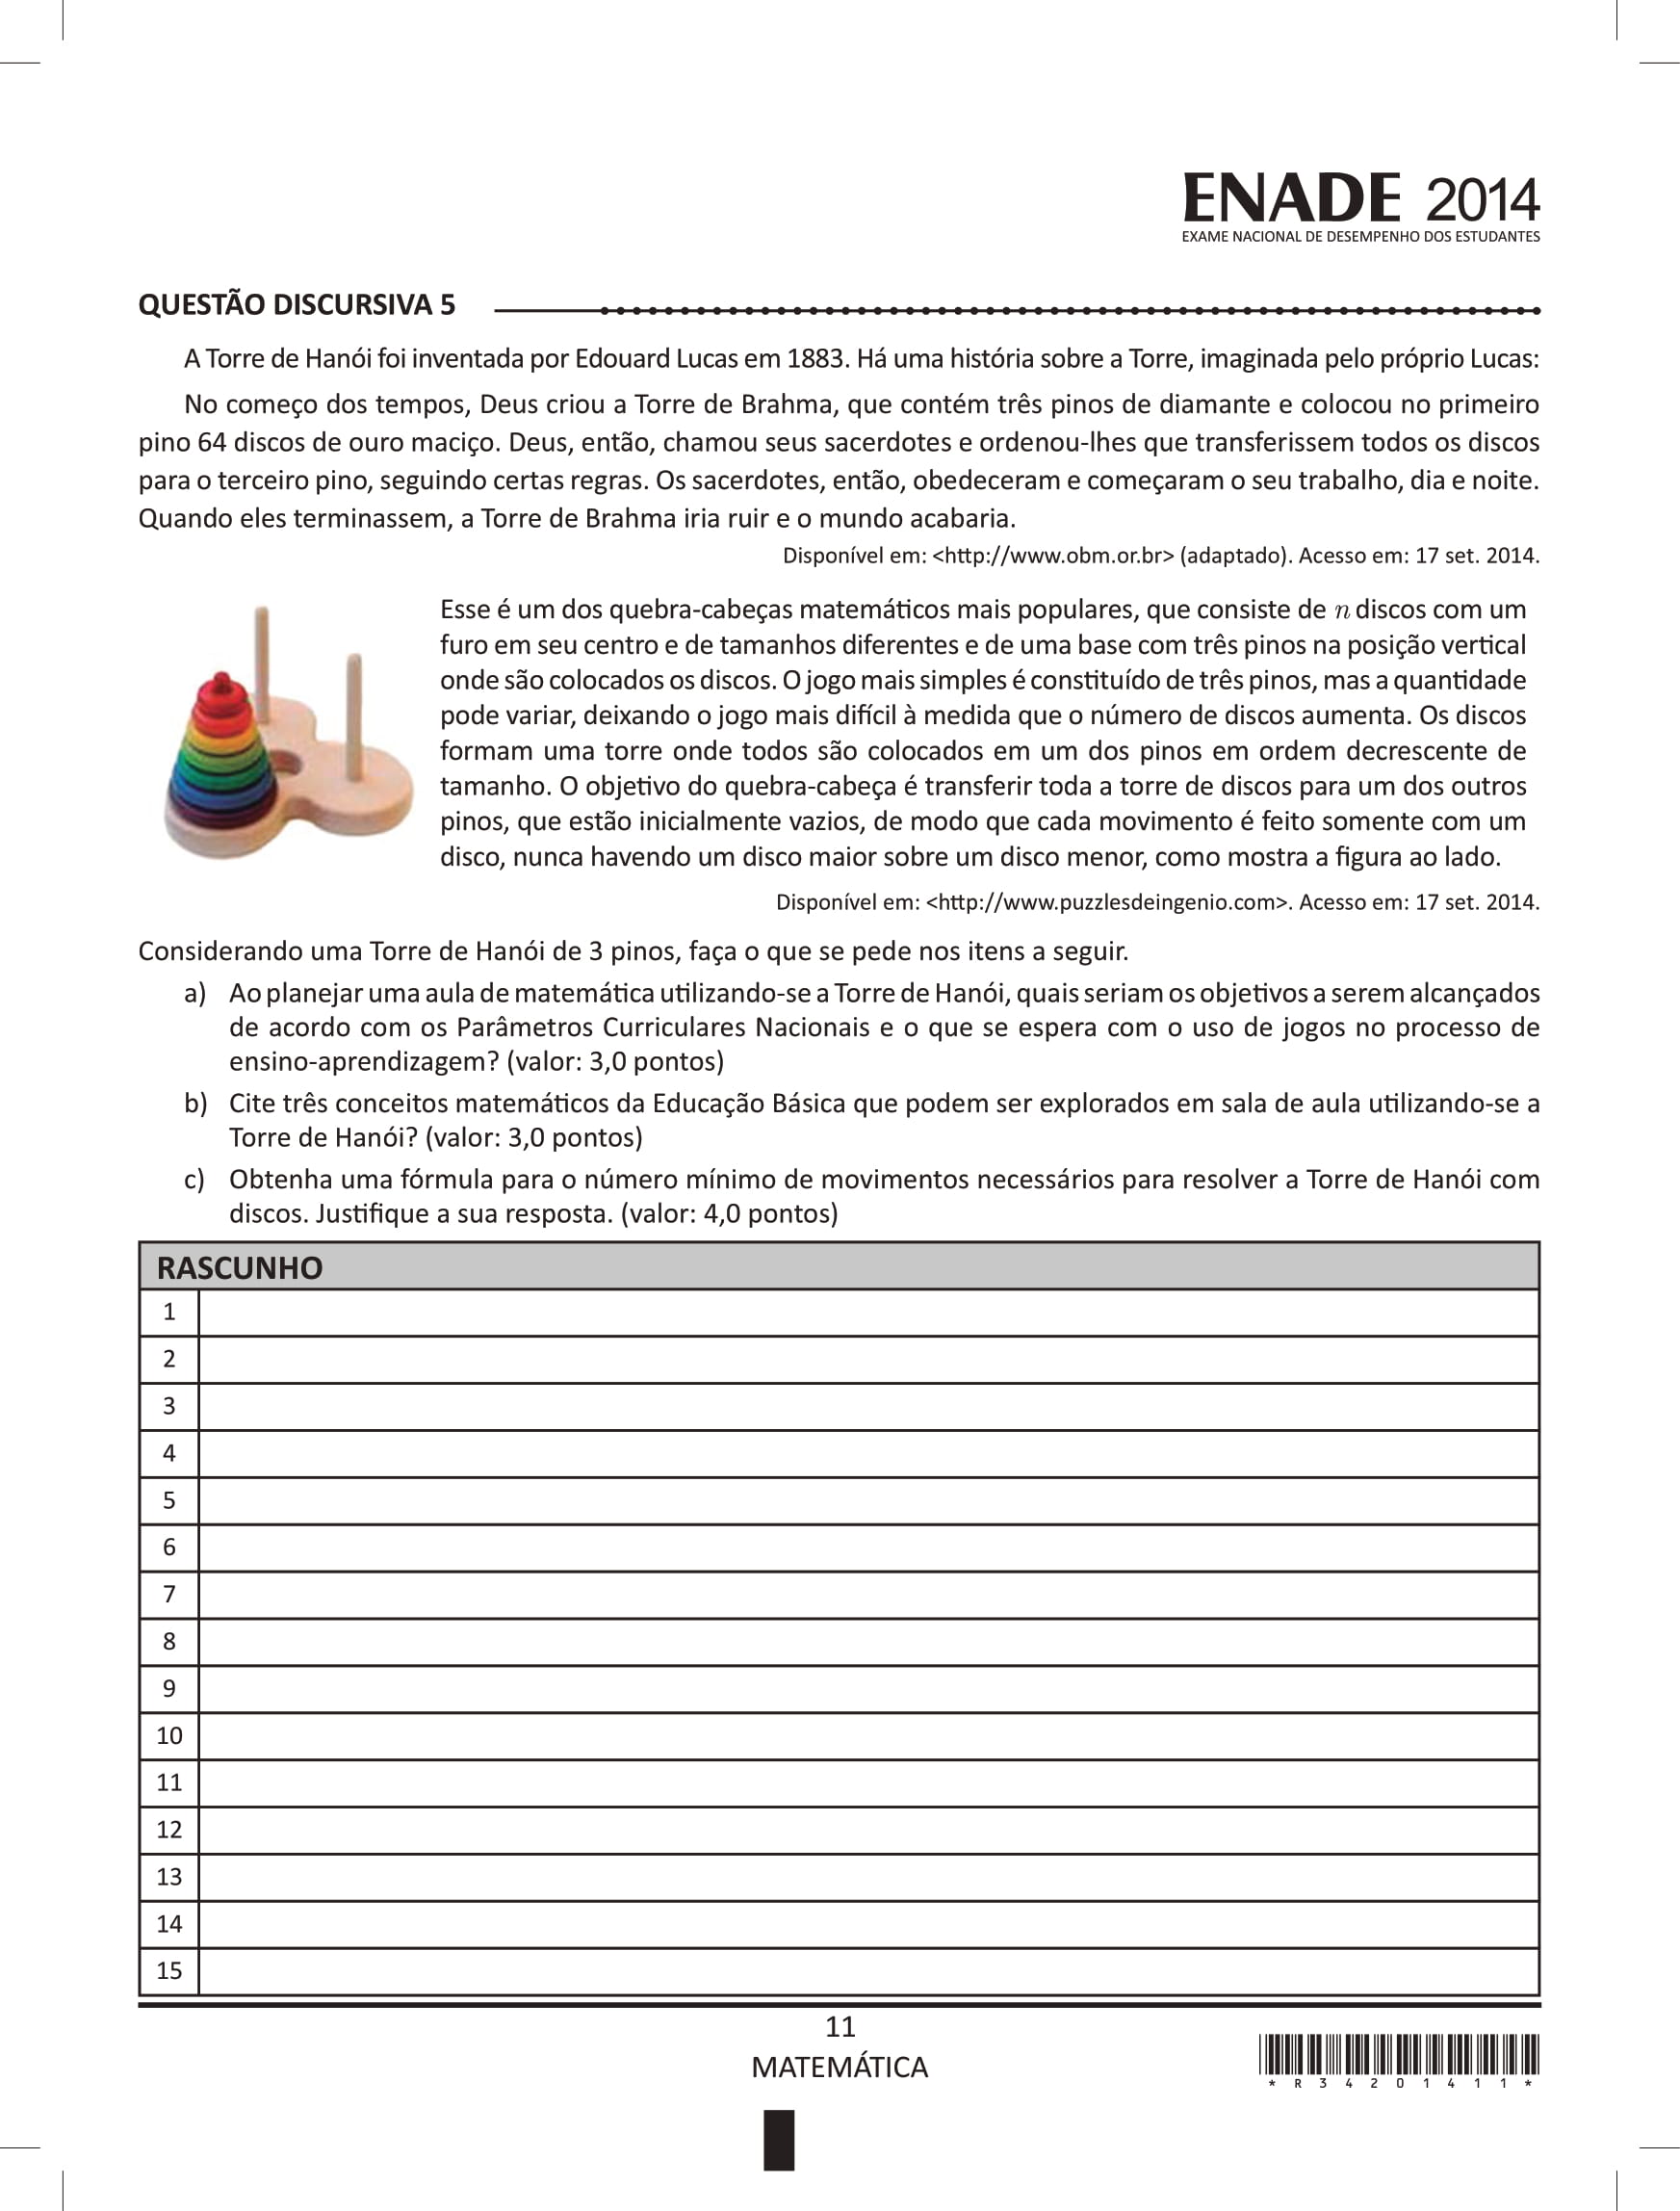 ENADE 2014
EXAME NACIONAL DE DESEMPENHO DOS ESTUDANTES
QUESTÃO DISCURSIVA 5
A Torre de Hanói foi inventada por Edouard Lucas em 1883. Há uma história sobre a Torre, imaginada pelo próprio Lucas:
No começo dos tempos, Deus criou a Torre de Brahma, que contém três pinos de diamante e colocou no primeiro
pino 64 discos de ouro maciço. Deus, então, chamou seus sacerdotes e ordenou-lhes que transferissem todos os discos
para o terceiro pino, seguindo certas regras. Os sacerdotes, então, obedeceram e começaram o seu trabalho, dia e noite.
Quando eles terminassem, a Torre de Brahma iria ruir e o mundo acabaria.
Disponível em: <http://www.obm.or.br> (adaptado). Acesso em: 17 set. 2014.
Esse é um dos quebra-cabeças matemáticos mais populares, que consiste de n discos com um
furo em seu centro e de tamanhos diferentes e de uma base com três pinos na posição vertical
onde são colocados os discos. O jogo mais simples é constituído de três pinos, mas a quantidade
pode variar, deixando o jogo mais difícil à medida que o número de discos aumenta. Os discos
formam uma torre onde todos são colocados em um dos pinos em ordem decrescente de
tamanho. O objetivo do quebra-cabeça é transferir toda a torre de discos para um dos outros
pinos, que estão inicialmente vazios, de modo que cada movimento é feito somente com um
disco, nunca havendo um disco maior sobre um disco menor, como mostra a figura ao lado.
Disponível em: <http://www.puzzlesdeingenio.com>. Acesso em: 17 set. 2014.
Considerando uma Torre de Hanói de 3 pinos, faça o que se pede nos itens a seguir.
a) Ao planejar uma aula de matemática utilizando-se a Torre de Hanói, quais seriam os objetivos a serem alcançados
de acordo com os Parâmetros Curriculares Nacionais e o que se espera com o uso de jogos no processo de
ensino-aprendizagem? (valor: 3,0 pontos)
b) Cite três conceitos matemáticos da Educação Básica que podem ser explorados em sala de aula utilizando-se a
Torre de Hanói? (valor: 3,0 pontos)
c) Obtenha uma fórmula para o número mínimo de movimentos necessários para resolver a Torre de Hanói com
discos. Justifique a sua resposta. (valor: 4,0 pontos)
RASCUNHO
1
2
3
4
5
6
7
8
9
10
11
12
13
14
15
11
MATEMÁTICA
* R 3 4 2 0 1 4 1 1 *